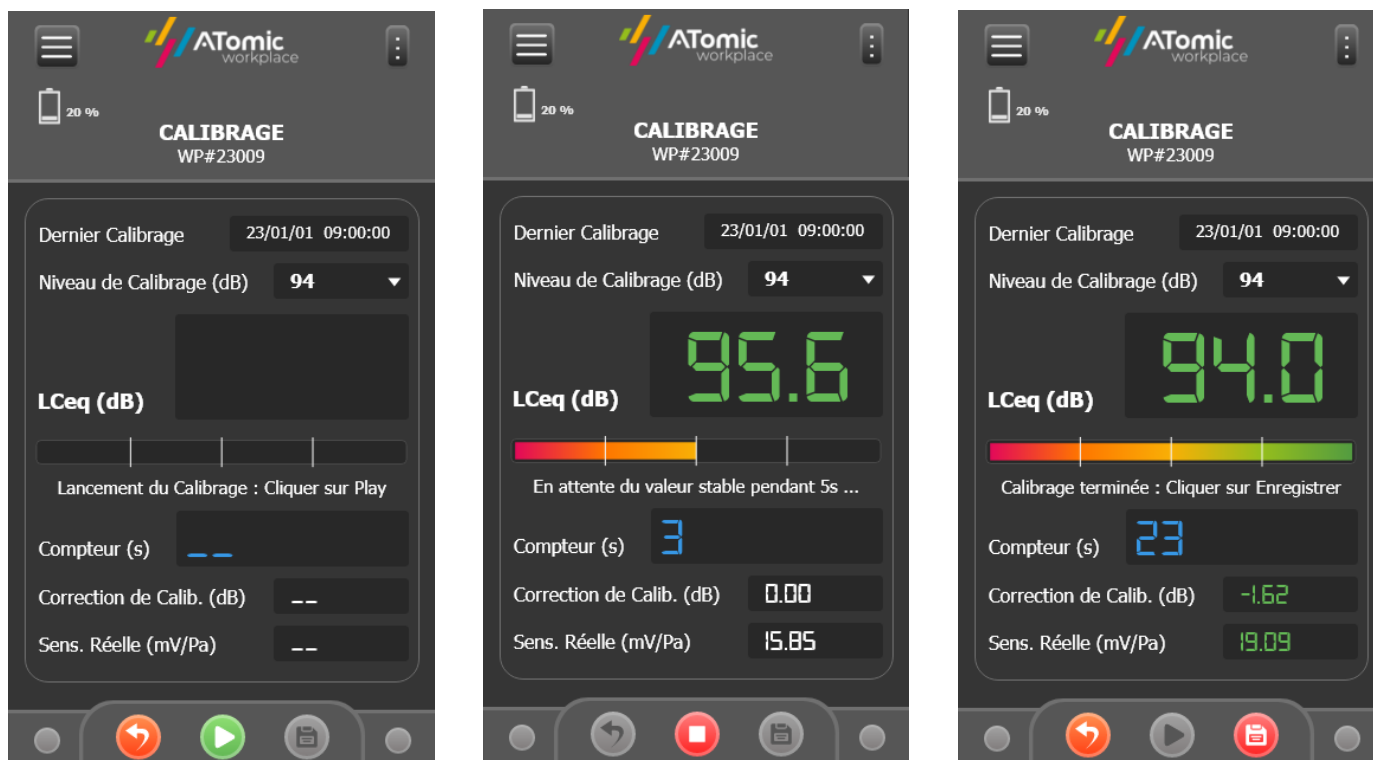 ATomic
workplace
20 %
CALIBRAGE
WP#23009
Dernier Calibrage 23/01/01 09:00:00
Niveau de Calibrage (dB) 94
LCeq (dB)
Lancement du Calibrage : Cliquer sur Play
Compteur (s) _ _
Correction de Calib. (dB) --
Sens. Réelle (mV/Pa) --
ATomic
workplace
20 %
CALIBRAGE
WP#23009
Dernier Calibrage 23/01/01 09:00:00
Niveau de Calibrage (dB) 94
LCeq (dB) 95.6
En attente du valeur stable pendant 5s ...
Compteur (s) 3
Correction de Calib. (dB) 0.00
Sens. Réelle (mV/Pa) 15.85
ATomic
workplace
20 %
CALIBRAGE
WP#23009
Dernier Calibrage 23/01/01 09:00:00
Niveau de Calibrage (dB) 94
LCeq (dB) 94.0
Calibrage terminée : Cliquer sur Enregistrer
Compteur (s) 23
Correction de Calib. (dB) -1.62
Sens. Réelle (mV/Pa) 19.09